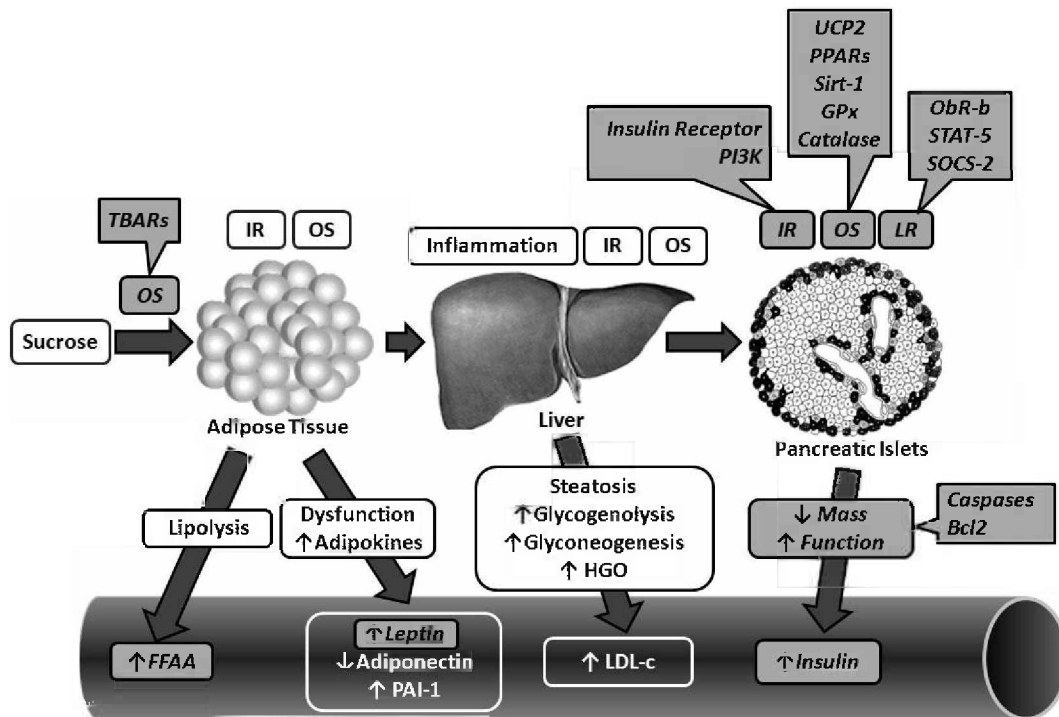 UCP2
PPARs
Sirt-1
GPx
Catalase
Insulin Receptor
PI3K
ObR-b
STAT-5
SOCS-2
TBARs
OS
IR
OS
Inflammation
IR
OS
IR
OS
LR
Sucrose
Adipose Tissue
Liver
Pancreatic Islets
Lipolysis
Dysfunction
↑Adipokines
Steatosis
↑Glycogenolysis
↑Glyconeogenesis
↑ HGO
↓ Mass
↑ Function
Caspases
Bcl2
↑FFAA
↑Leptin
↓Adiponectin
↑ PAI-1
↑ LDL-c
↑Insulin